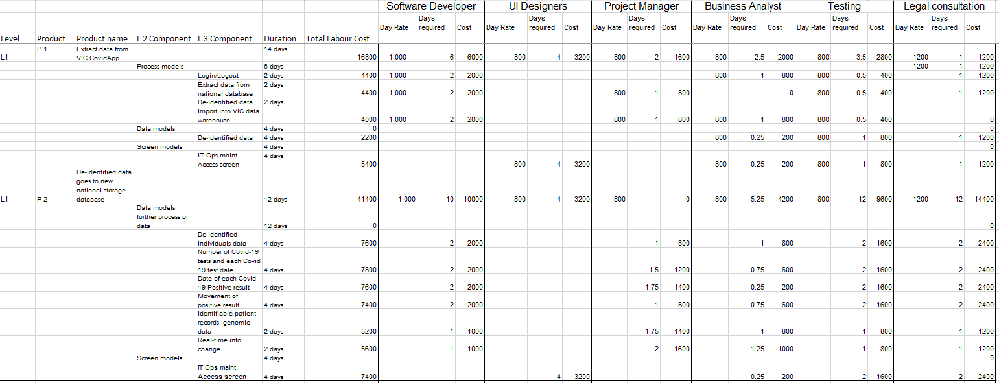 Software Developer UI Designers Project Manager Business Analyst Testing Legal consultation
Day Rate Days required Cost Day Rate Days required Cost Day Rate Days required Cost Day Rate Days required Cost Day Rate Days required Cost Day Rate Days required Cost
Level Product Product name L 2 Component L 3 Component Duration Total Labour Cost
L1 P 1 Extract data from VIC CovidApp 14 days 16800 1,000 6 6000 800 4 3200 800 2 1600 800 2.5 2000 800 3.5 2800 1200 1 1200
Process models 6 days 1200 1 1200
Login/Logout 2 days 4400 1,000 2 2000 800 1 800 800 0.5 400 1 1200
Extract data from national database 2 days 4400 1,000 2 2000 800 1 800 0 800 0.5 400 1 1200
De-identified data import into VIC data warehouse 2 days 4000 1,000 2 2000 800 1 800 800 1 800 800 0.5 400 0
Data models 4 days 0 0
De-identified data 4 days 2200 800 0.25 200 800 1 800 1 1200
Screen models 4 days 0
IT Ops maint. Access screen 4 days 5400 800 4 3200 800 0.25 200 800 1 800 1 1200
L1 P 2 De-identified data goes to new national storage database 12 days 41400 1,000 10 10000 800 4 3200 800 0 800 5.25 4200 800 12 9600 1200 12 14400
Data models: further process of data 12 days 0 0
De-identified Individuals data 4 days 7600 2 2000 1 800 1 800 2 1600 2 2400
Number of Covid-19 tests and each Covid 19 test date 4 days 7800 2 2000 1.5 1200 0.75 600 2 1600 2 2400
Date of each Covid 19 Positive result 4 days 7600 2 2000 1.75 1400 0.25 200 2 1600 2 2400
Movement of positive result 4 days 7400 2 2000 1 800 0.75 600 2 1600 2 2400
Identifiable patient records -genomic data 2 days 5200 1 1000 1.75 1400 1 800 1 800 1 1200
Real-time info change 2 days 5600 1 1000 2 1600 1.25 1000 1 800 1 1200
Screen models 4 days 0
IT Ops maint. Access screen 4 days 7400 4 3200 0.25 200 2 1600 2 2400